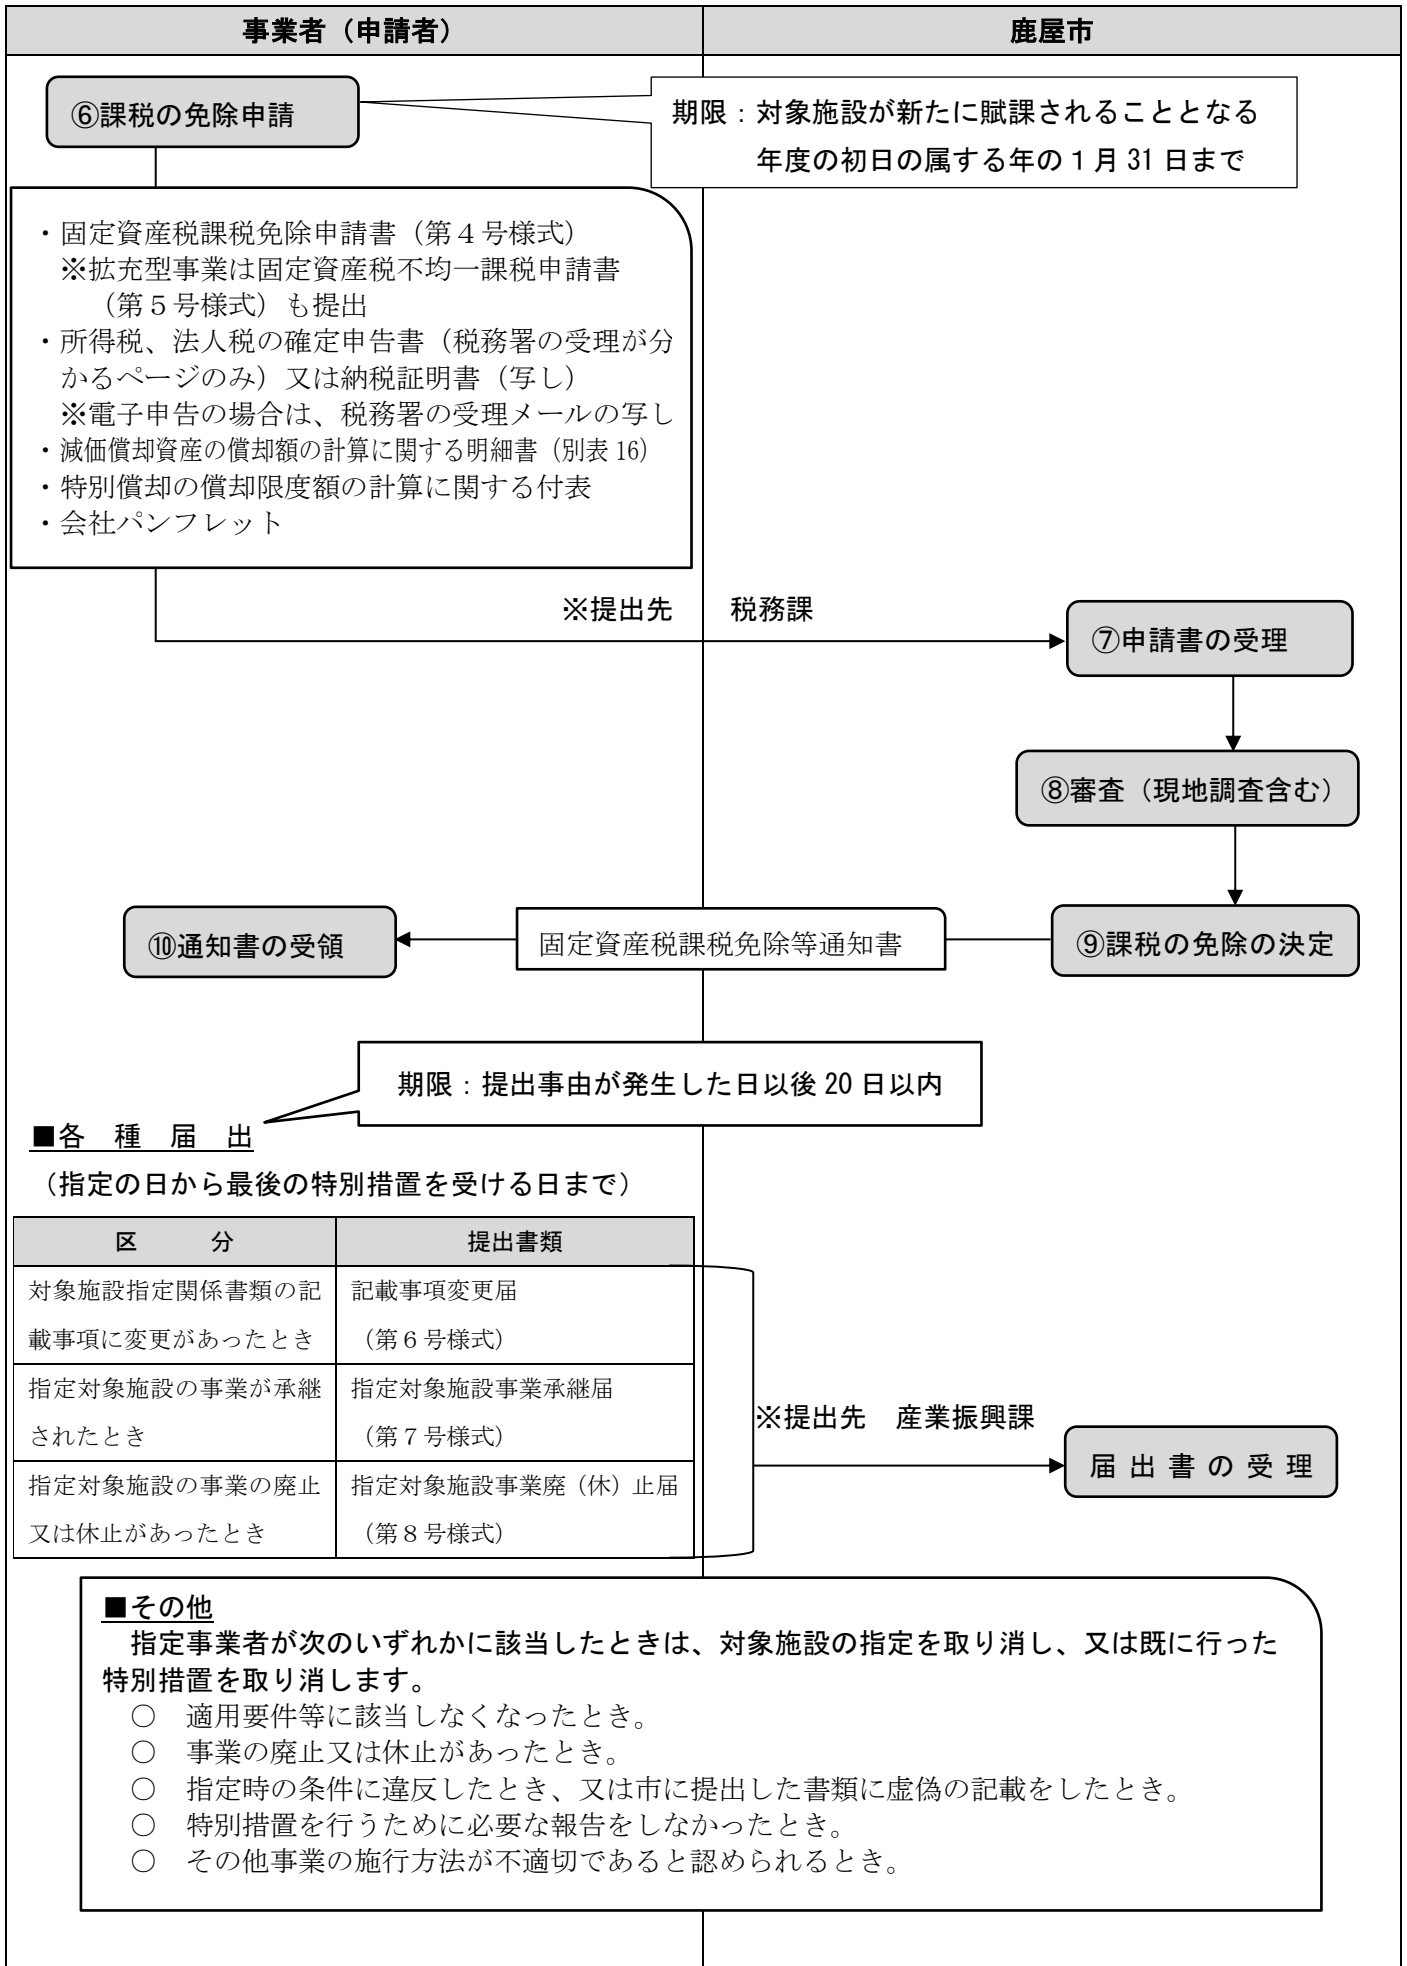 事業者（申請者）
鹿屋市
⑥課税の免除申請
期限：対象施設が新たに賦課されることとなる
年度の初日の属する年の１月 31 日まで
・固定資産税課税免除申請書（第４号様式）
※拡充型事業は固定資産税不均一課税申請書
（第５号様式）も提出
・所得税、法人税の確定申告書（税務署の受理が分
かるページのみ）又は納税証明書（写し）
※電子申告の場合は、税務署の受理メールの写し
・減価償却資産の償却額の計算に関する明細書（別表 16）
・特別償却の償却限度額の計算に関する付表
・会社パンフレット
※提出先　税務課
⑦申請書の受理
⑧審査（現地調査含む）
⑨課税の免除の決定
固定資産税課税免除等通知書
⑩通知書の受領
期限：提出事由が発生した日以後 20 日以内
■各　種　届　出
（指定の日から最後の特別措置を受ける日まで）
区　　　分
提出書類
対象施設指定関係書類の記
載事項に変更があったとき
記載事項変更届
（第６号様式）
指定対象施設の事業が承継
されたとき
指定対象施設事業承継届
（第７号様式）
指定対象施設の事業の廃止
又は休止があったとき
指定対象施設事業廃（休）止届
（第８号様式）
※提出先　産業振興課
届 出 書 の 受 理
■その他
指定事業者が次のいずれかに該当したときは、対象施設の指定を取り消し、又は既に行った
特別措置を取り消します。
○　適用要件等に該当しなくなったとき。
○　事業の廃止又は休止があったとき。
○　指定時の条件に違反したとき、又は市に提出した書類に虚偽の記載をしたとき。
○　特別措置を行うために必要な報告をしなかったとき。
○　その他事業の施行方法が不適切であると認められるとき。